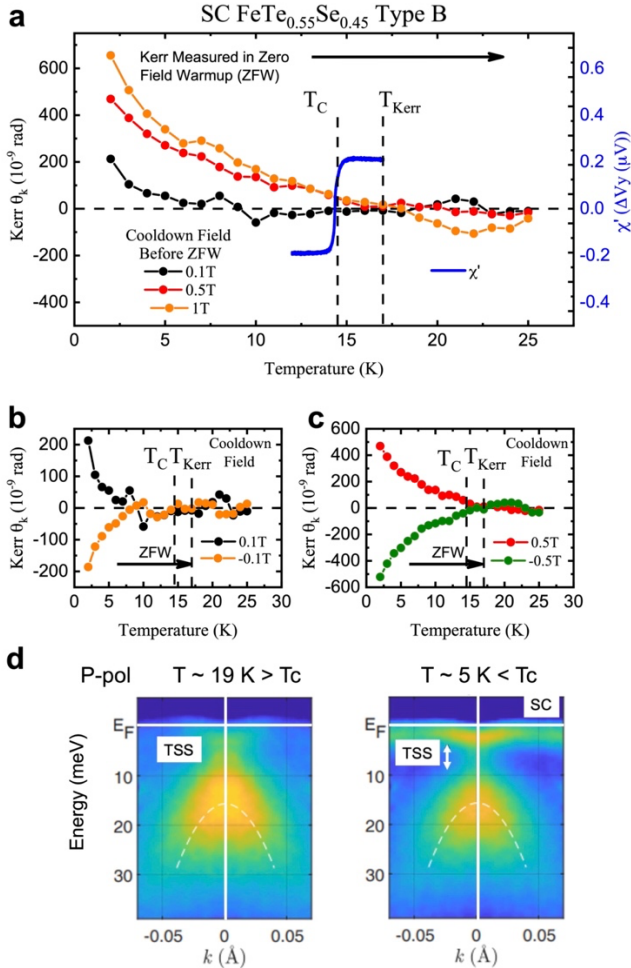 a
SC FeTe0.55Se0.45 Type B
Kerr Measured in Zero
Field Warmup (ZFW)
TC
TKerr
600
400
200
0
-200
-400
Kerr θk (10-9 rad)
0.6
0.4
0.2
0.0
-0.2
-0.4
χ' (ΔVy (μV))
Cooldown Field
Before ZFW
0.1T
0.5T
1T
χ'
0 5 10 15 20 25
Temperature (K)
b
200
150
100
50
0
-50
-100
-150
-200
Kerr θk (10-9 rad)
TC TKerr
Cooldown
Field
ZFW
0.1T
-0.1T
0 5 10 15 20 25 30
Temperature (K)
c
600
400
200
0
-200
-400
-600
Kerr θk (10-9 rad)
TC TKerr
Cooldown
Field
ZFW
0.5T
-0.5T
0 5 10 15 20 25 30
Temperature (K)
d
P-pol T ~ 19 K > Tc T ~ 5 K < Tc
EF
TSS
10
20
30
Energy (meV)
-0.05 0 0.05
k (Å)
SC
EF
TSS
10
20
30
-0.05 0 0.05
k (Å)